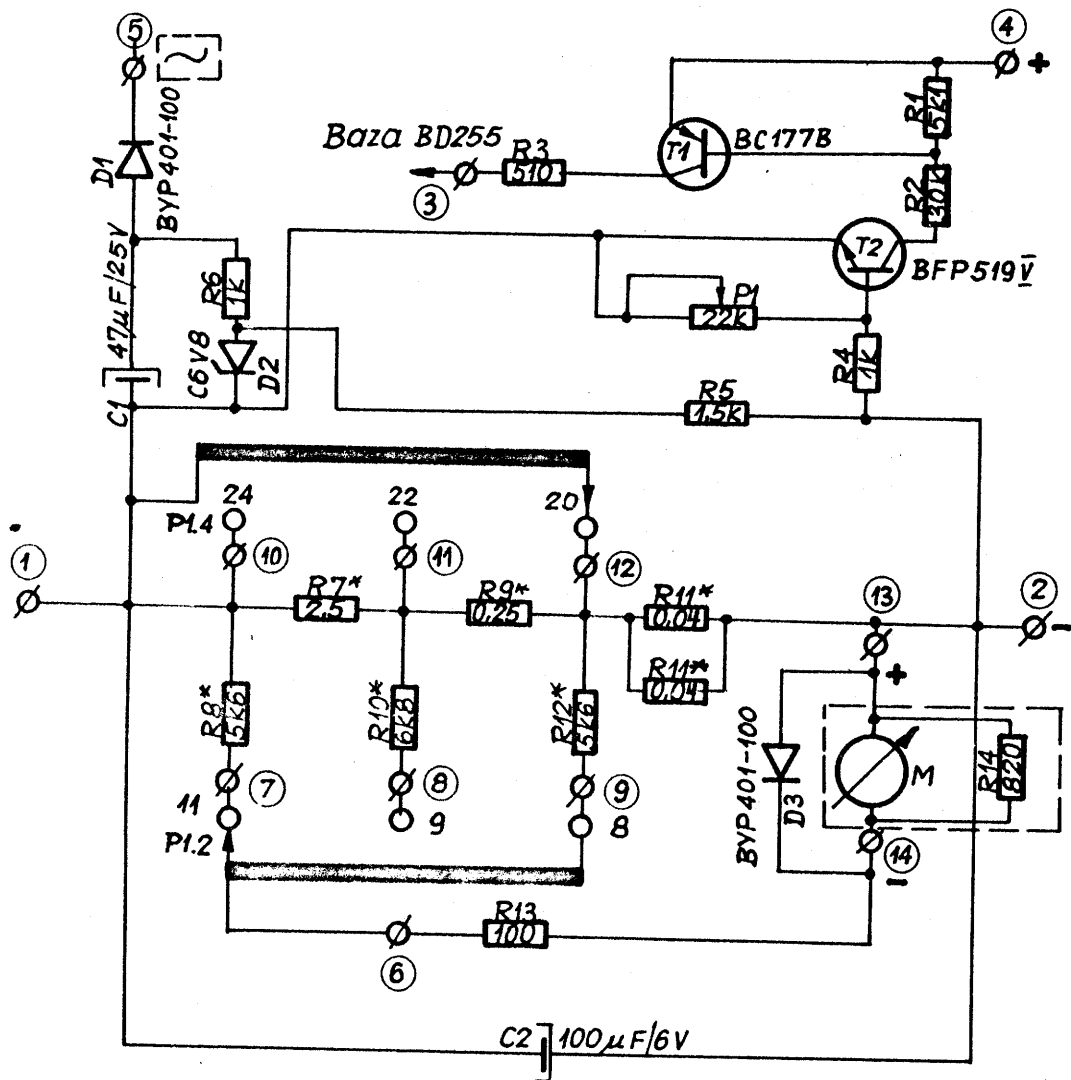 5
~
4
+
D1
BYP401-100
R1
5K1
Baza BD255
R3
510
3
T1
BC177B
R2
30K
47µF/25V
R6
1K
T2
BFP519V
P1
22K
C6V8
D2
R4
1K
C1
R5
1,5K
24
22
20
P1.4
10
11
12
1
R7*
2.5
R9*
0,25
R11*
0,04
13
2
-
R11*
0,04
+
R8*
5K6
R10*
6K8
R12*
5K6
BYP401-100
D3
M
R14
820
7
8
9
11
9
8
P1.2
14
-
R13
100
6
C2
100µF/6V